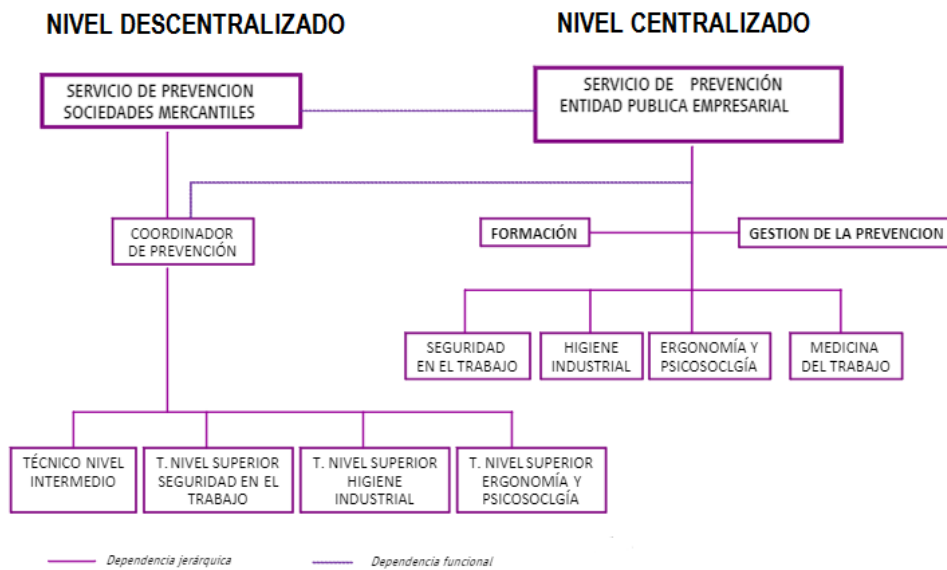 NIVEL DESCENTRALIZADO
NIVEL CENTRALIZADO
SERVICIO DE PREVENCION
SOCIEDADES MERCANTILES
SERVICIO DE PREVENCIÓN
ENTIDAD PUBLICA EMPRESARIAL
COORDINADOR
DE PREVENCIÓN
FORMACIÓN
GESTION DE LA PREVENCION
SEGURIDAD
EN EL TRABAJO
HIGIENE
INDUSTRIAL
ERGONOMÍA Y
PSICOSOCLGÍA
MEDICINA
DEL TRABAJO
TÉCNICO NIVEL
INTERMEDIO
T. NIVEL SUPERIOR
SEGURIDAD EN EL
TRABAJO
T. NIVEL SUPERIOR
HIGIENE
INDUSTRIAL
T. NIVEL SUPERIOR
ERGONOMÍA Y
PSICOSOCLGÍA
Dependencia jerárquica
Dependencia funcional